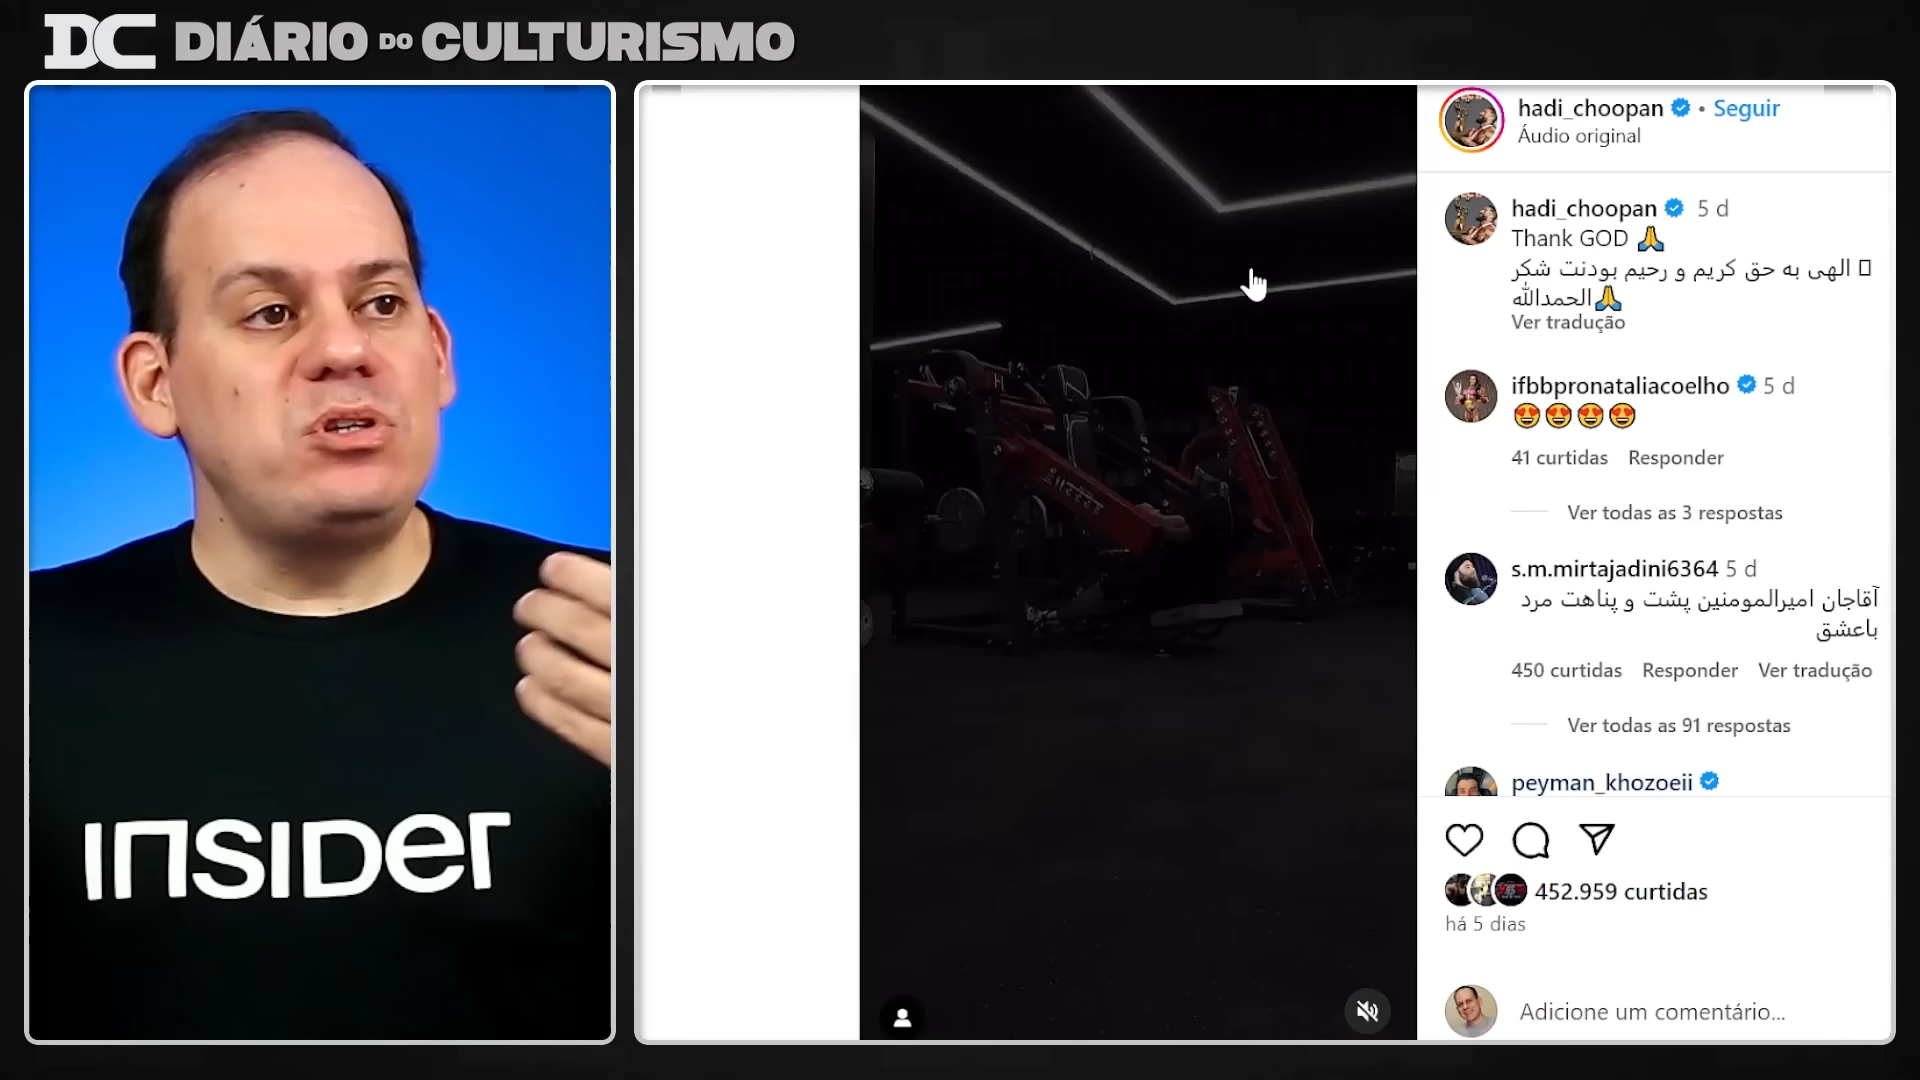 DC DIÁRIO DO CULTURISMO
INSIDER
hadi_choopan • Seguir
Áudio original
hadi_choopan 5 d
Thank GOD 🙏
الهی به حق کریم و رحیم بودنت شکر
الحمدالله🙏
Ver tradução
ifbbpronataliacoelho 5 d
😍😍😍😍
41 curtidas Responder
Ver todas as 3 respostas
s.m.mirtajadini6364 5 d
آقاجان امیرالمومنین پشت و پناهت مرد
باعشق
450 curtidas Responder Ver tradução
Ver todas as 91 respostas
peyman_khozoeii
452.959 curtidas
há 5 dias
Adicione um comentário...